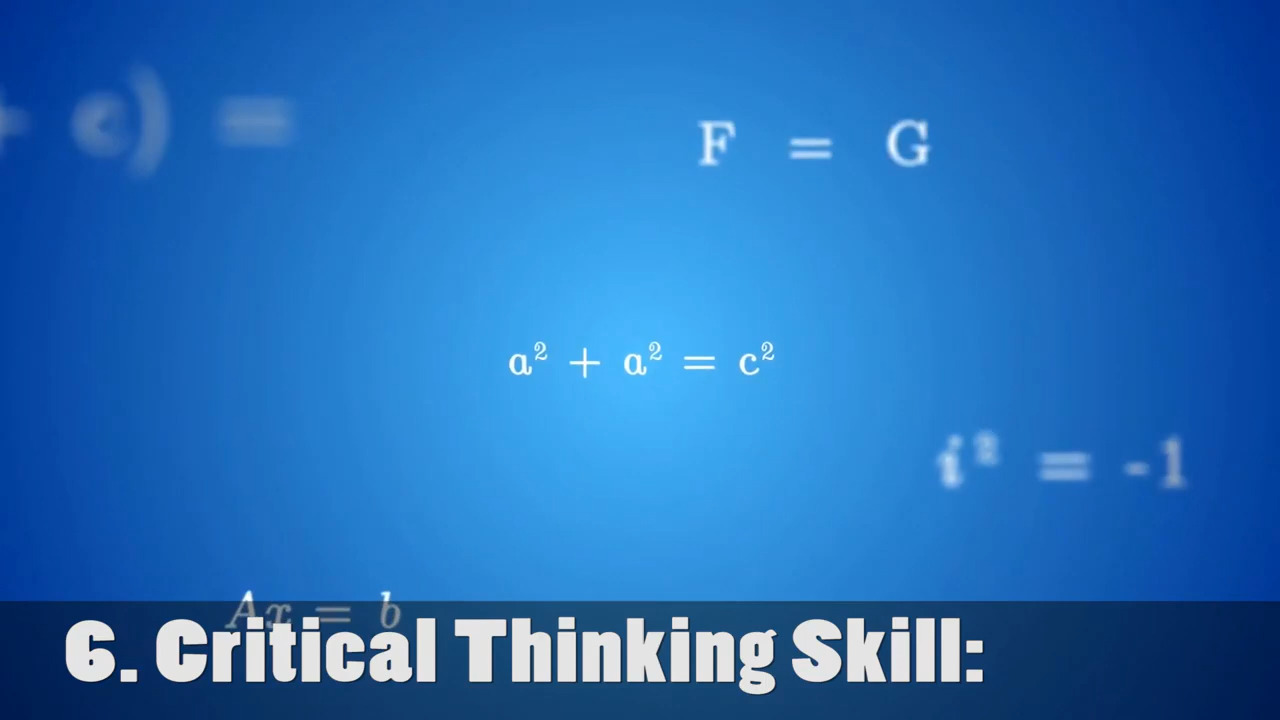 + c) =
F = G
a² + a² = c²
i² = -1
Ax = b
6. Critical Thinking Skill: